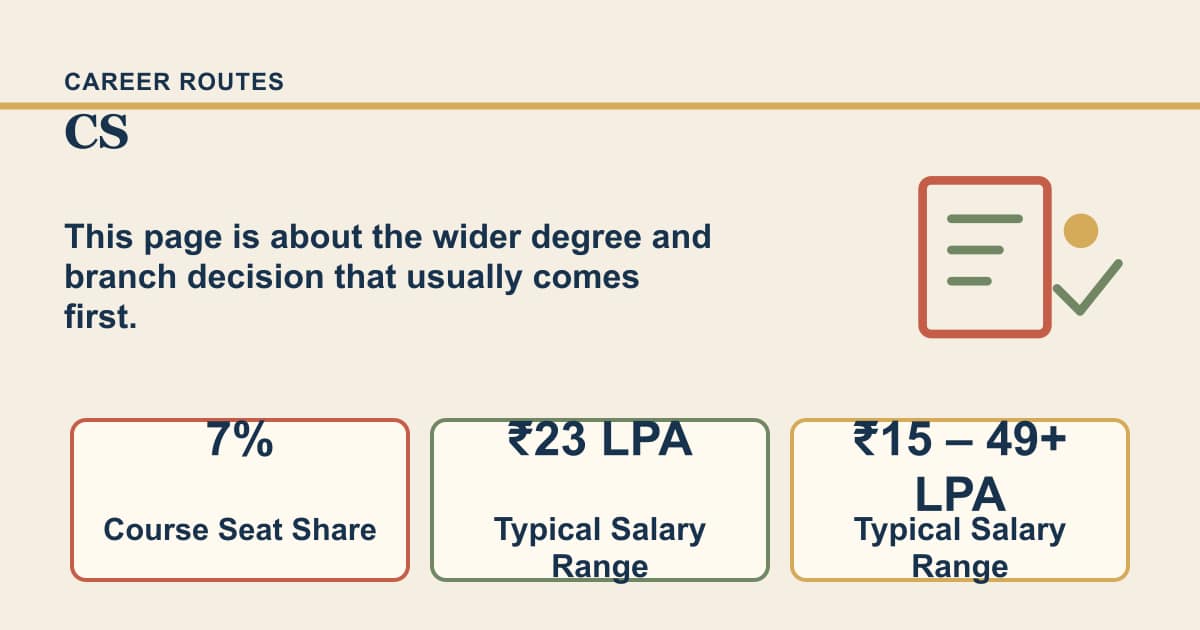 CAREER ROUTES
CS
This page is about the wider degree and
branch decision that usually comes
first.
7%
Course Seat Share
₹23 LPA
Typical Salary
Range
₹15 – 49+
LPA
Typical Salary
Range